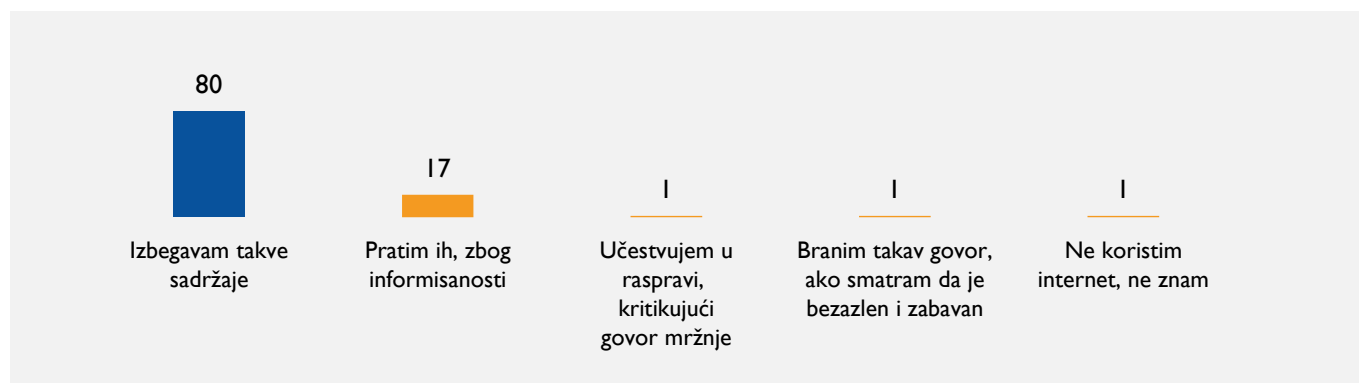 80
17
1
1
1
Izbegavam takve
sadržaje
Pratim ih, zbog
informisanosti
Učestvujem u
raspravi,
kritikujući
govor mržnje
Branim takav govor,
ako smatram da je
bezazlen i zabavan
Ne koristim
internet, ne znam